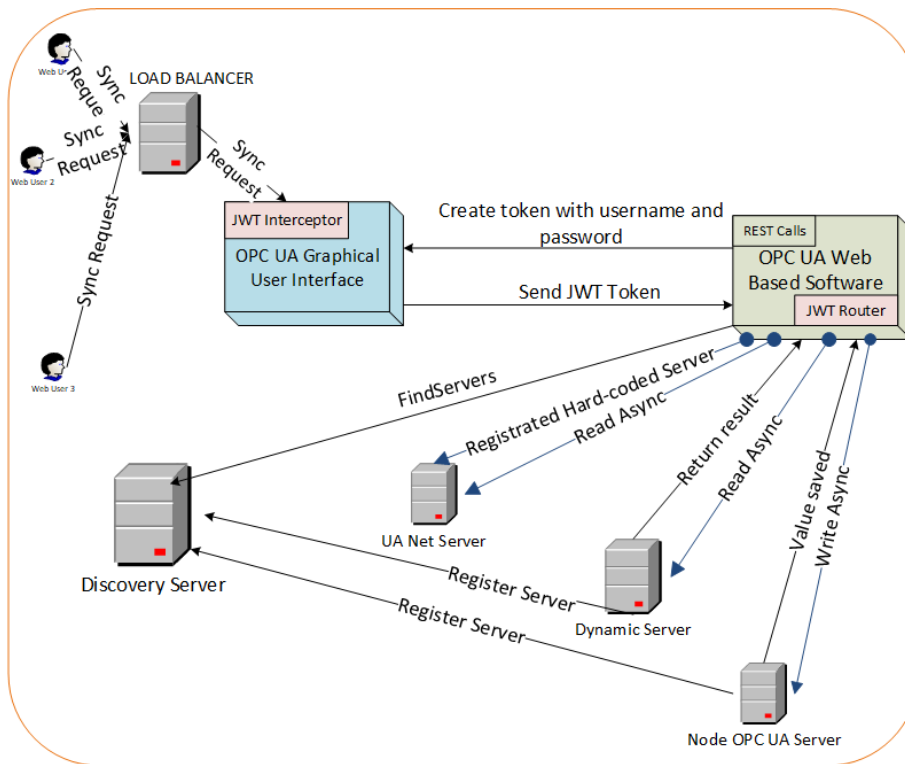 Web U
Sync
Reque
LOAD BALANCER
Sync
Request
Web User 2
Sync
Request
Sync Request
Web User 3
JWT Interceptor
OPC UA Graphical
User Interface
Create token with username and
password
Send JWT Token
REST Calls
OPC UA Web
Based Software
JWT Router
FindServers
Registrated Hard-coded Server
Read Async
Return result
Read Async
Value saved
Write Async
UA Net Server
Discovery Server
Register Server
Register Server
Dynamic Server
Node OPC UA Server